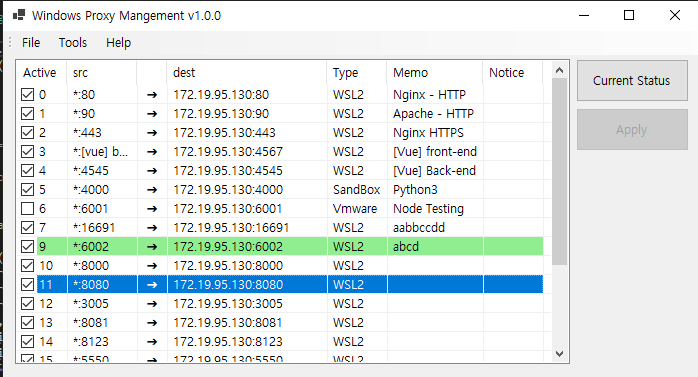 Windows Proxy Mangement v1.0.0
File Tools Help
Active src dest Type Memo Notice
Current Status
0 *:80 ➔ 172.19.95.130:80 WSL2 Nginx - HTTP
1 *:90 ➔ 172.19.95.130:90 WSL2 Apache - HTTP
Apply
2 *:443 ➔ 172.19.95.130:443 WSL2 Nginx HTTPS
3 *:[vue] b... ➔ 172.19.95.130:4567 WSL2 [Vue] front-end
4 *:4545 ➔ 172.19.95.130:4545 WSL2 [Vue] Back-end
5 *:4000 ➔ 172.19.95.130:4000 SandBox Python3
6 *:6001 ➔ 172.19.95.130:6001 Vmware Node Testing
7 *:16691 ➔ 172.19.95.130:16691 WSL2 aabbccdd
9 *:6002 ➔ 172.19.95.130:6002 WSL2 abcd
10 *:8000 ➔ 172.19.95.130:8000 WSL2
11 *:8080 ➔ 172.19.95.130:8080 WSL2
12 *:3005 ➔ 172.19.95.130:3005 WSL2
13 *:8081 ➔ 172.19.95.130:8081 WSL2
14 *:8123 ➔ 172.19.95.130:8123 WSL2
15 *:5550 ➔ 172.19.95.130:5550 WSL2